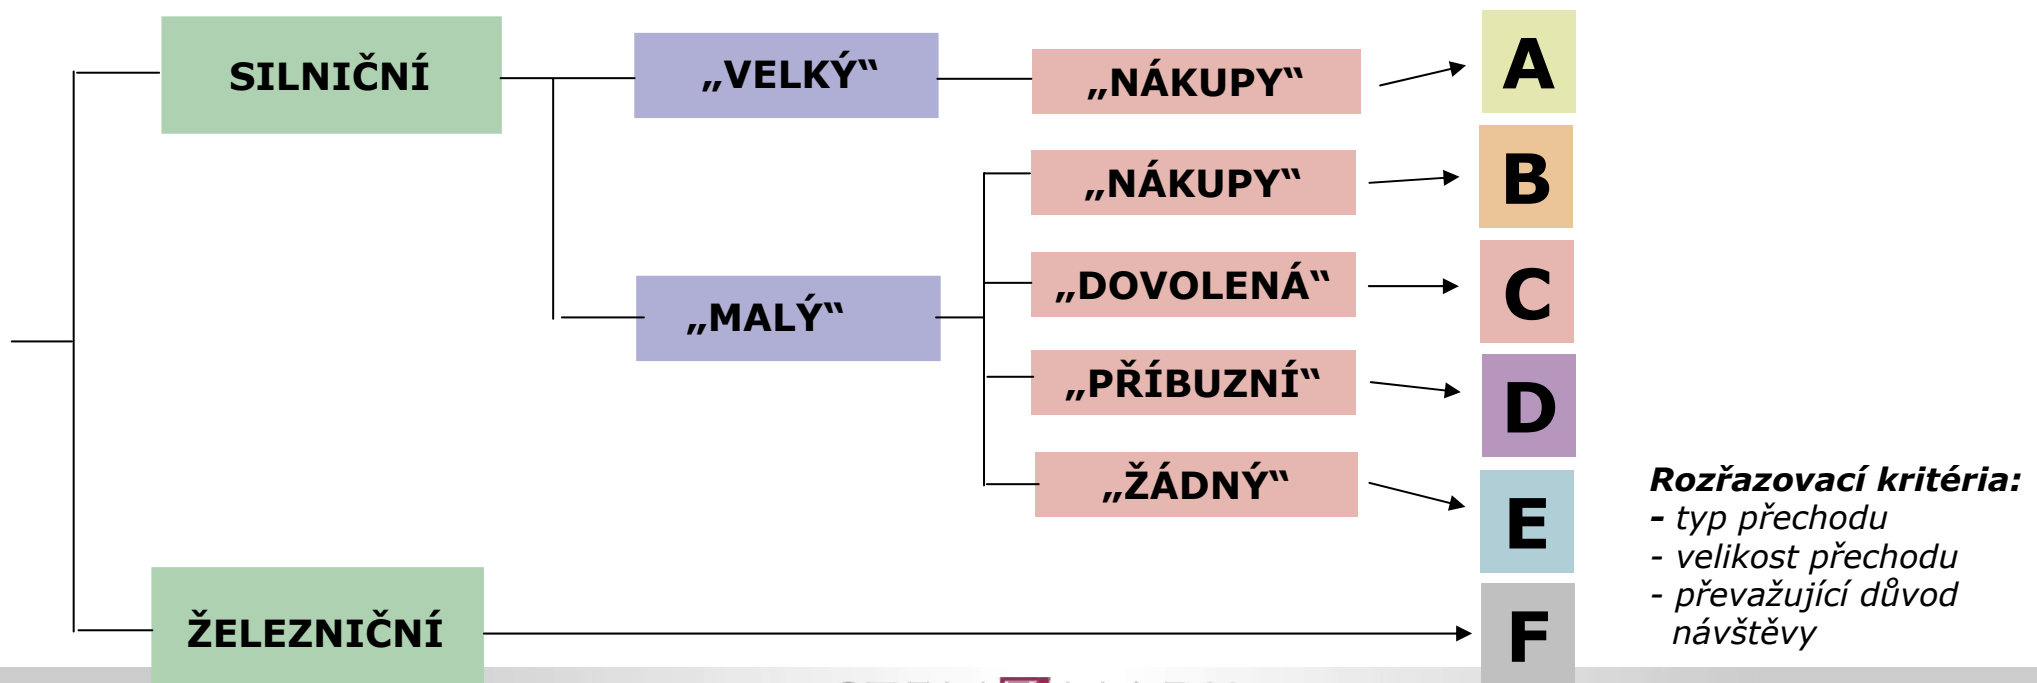 SILNIČNÍ
„VELKÝ“
„NÁKUPY“
A
„NÁKUPY“
B
„DOVOLENÁ“
C
„MALÝ“
„PŘÍBUZNÍ“
D
„ŽÁDNÝ“
E
ŽELEZNIČNÍ
F
Rozřazovací kritéria:
- typ přechodu
- velikost přechodu
- převažující důvod
návštěvy